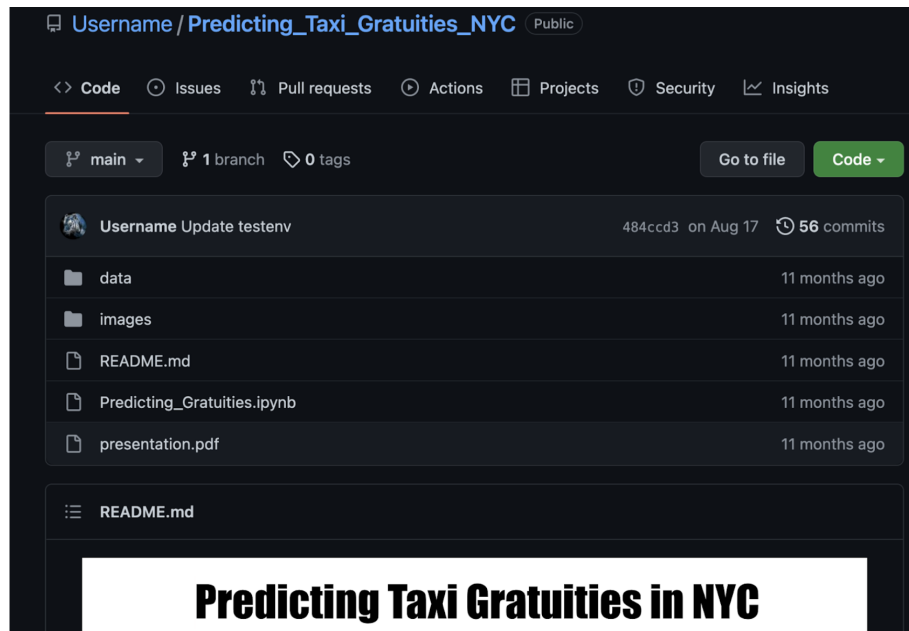 Username / Predicting_Taxi_Gratuities_NYC Public
Code Issues Pull requests Actions Projects Security Insights
main 1 branch 0 tags Go to file Code
Username Update testenv 484ccd3 on Aug 17 56 commits
data 11 months ago
images 11 months ago
README.md 11 months ago
Predicting_Gratuities.ipynb 11 months ago
presentation.pdf 11 months ago
README.md
Predicting Taxi Gratuities in NYC